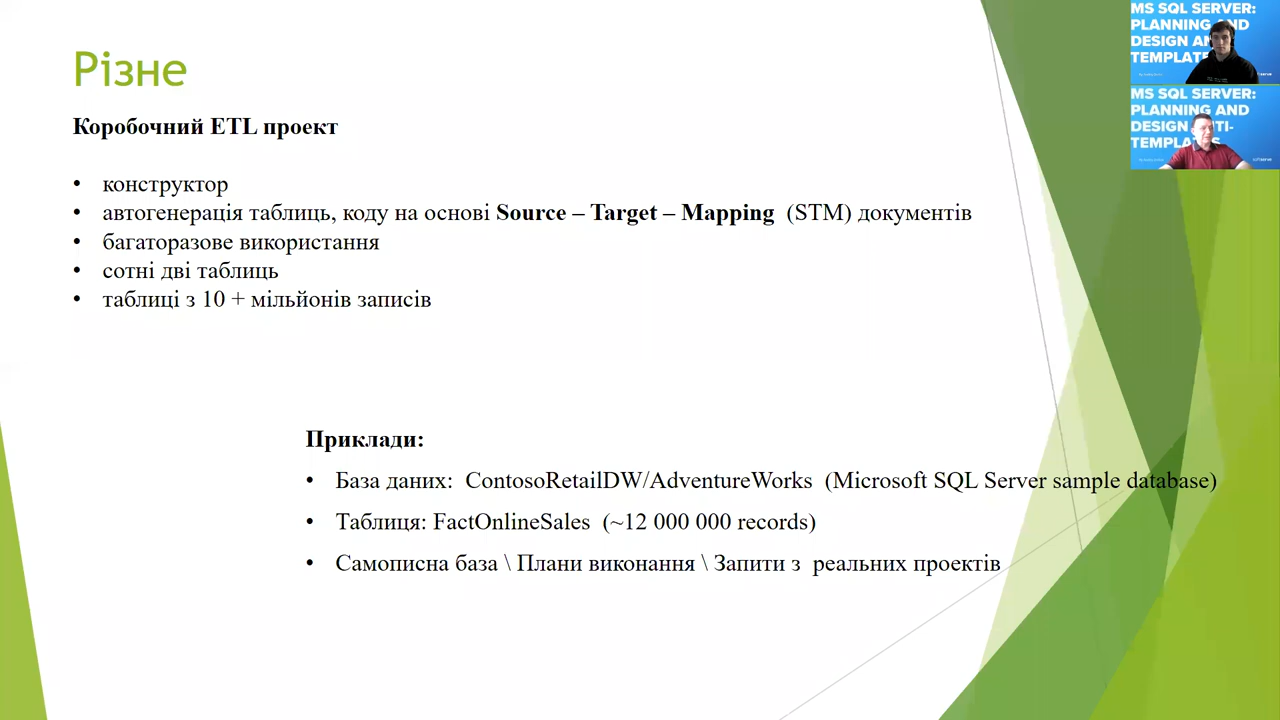 Різне
Коробочний ETL проект
• конструктор
• автогенерація таблиць, коду на основі Source – Target – Mapping (STM) документів
• багаторазове використання
• сотні дві таблиць
• таблиці з 10 + мільйонів записів
Приклади:
• База даних: ContosoRetailDW/AdventureWorks (Microsoft SQL Server sample database)
• Таблиця: FactOnlineSales (~12 000 000 records)
• Самописна база \ Плани виконання \ Запити з реальних проектів
MS SQL SERVER:
PLANNING AND
DESIGN AN
TEMPLAT
MS SQL SERVER:
PLANNING AND
DESIGN TI-
TEMPLA S